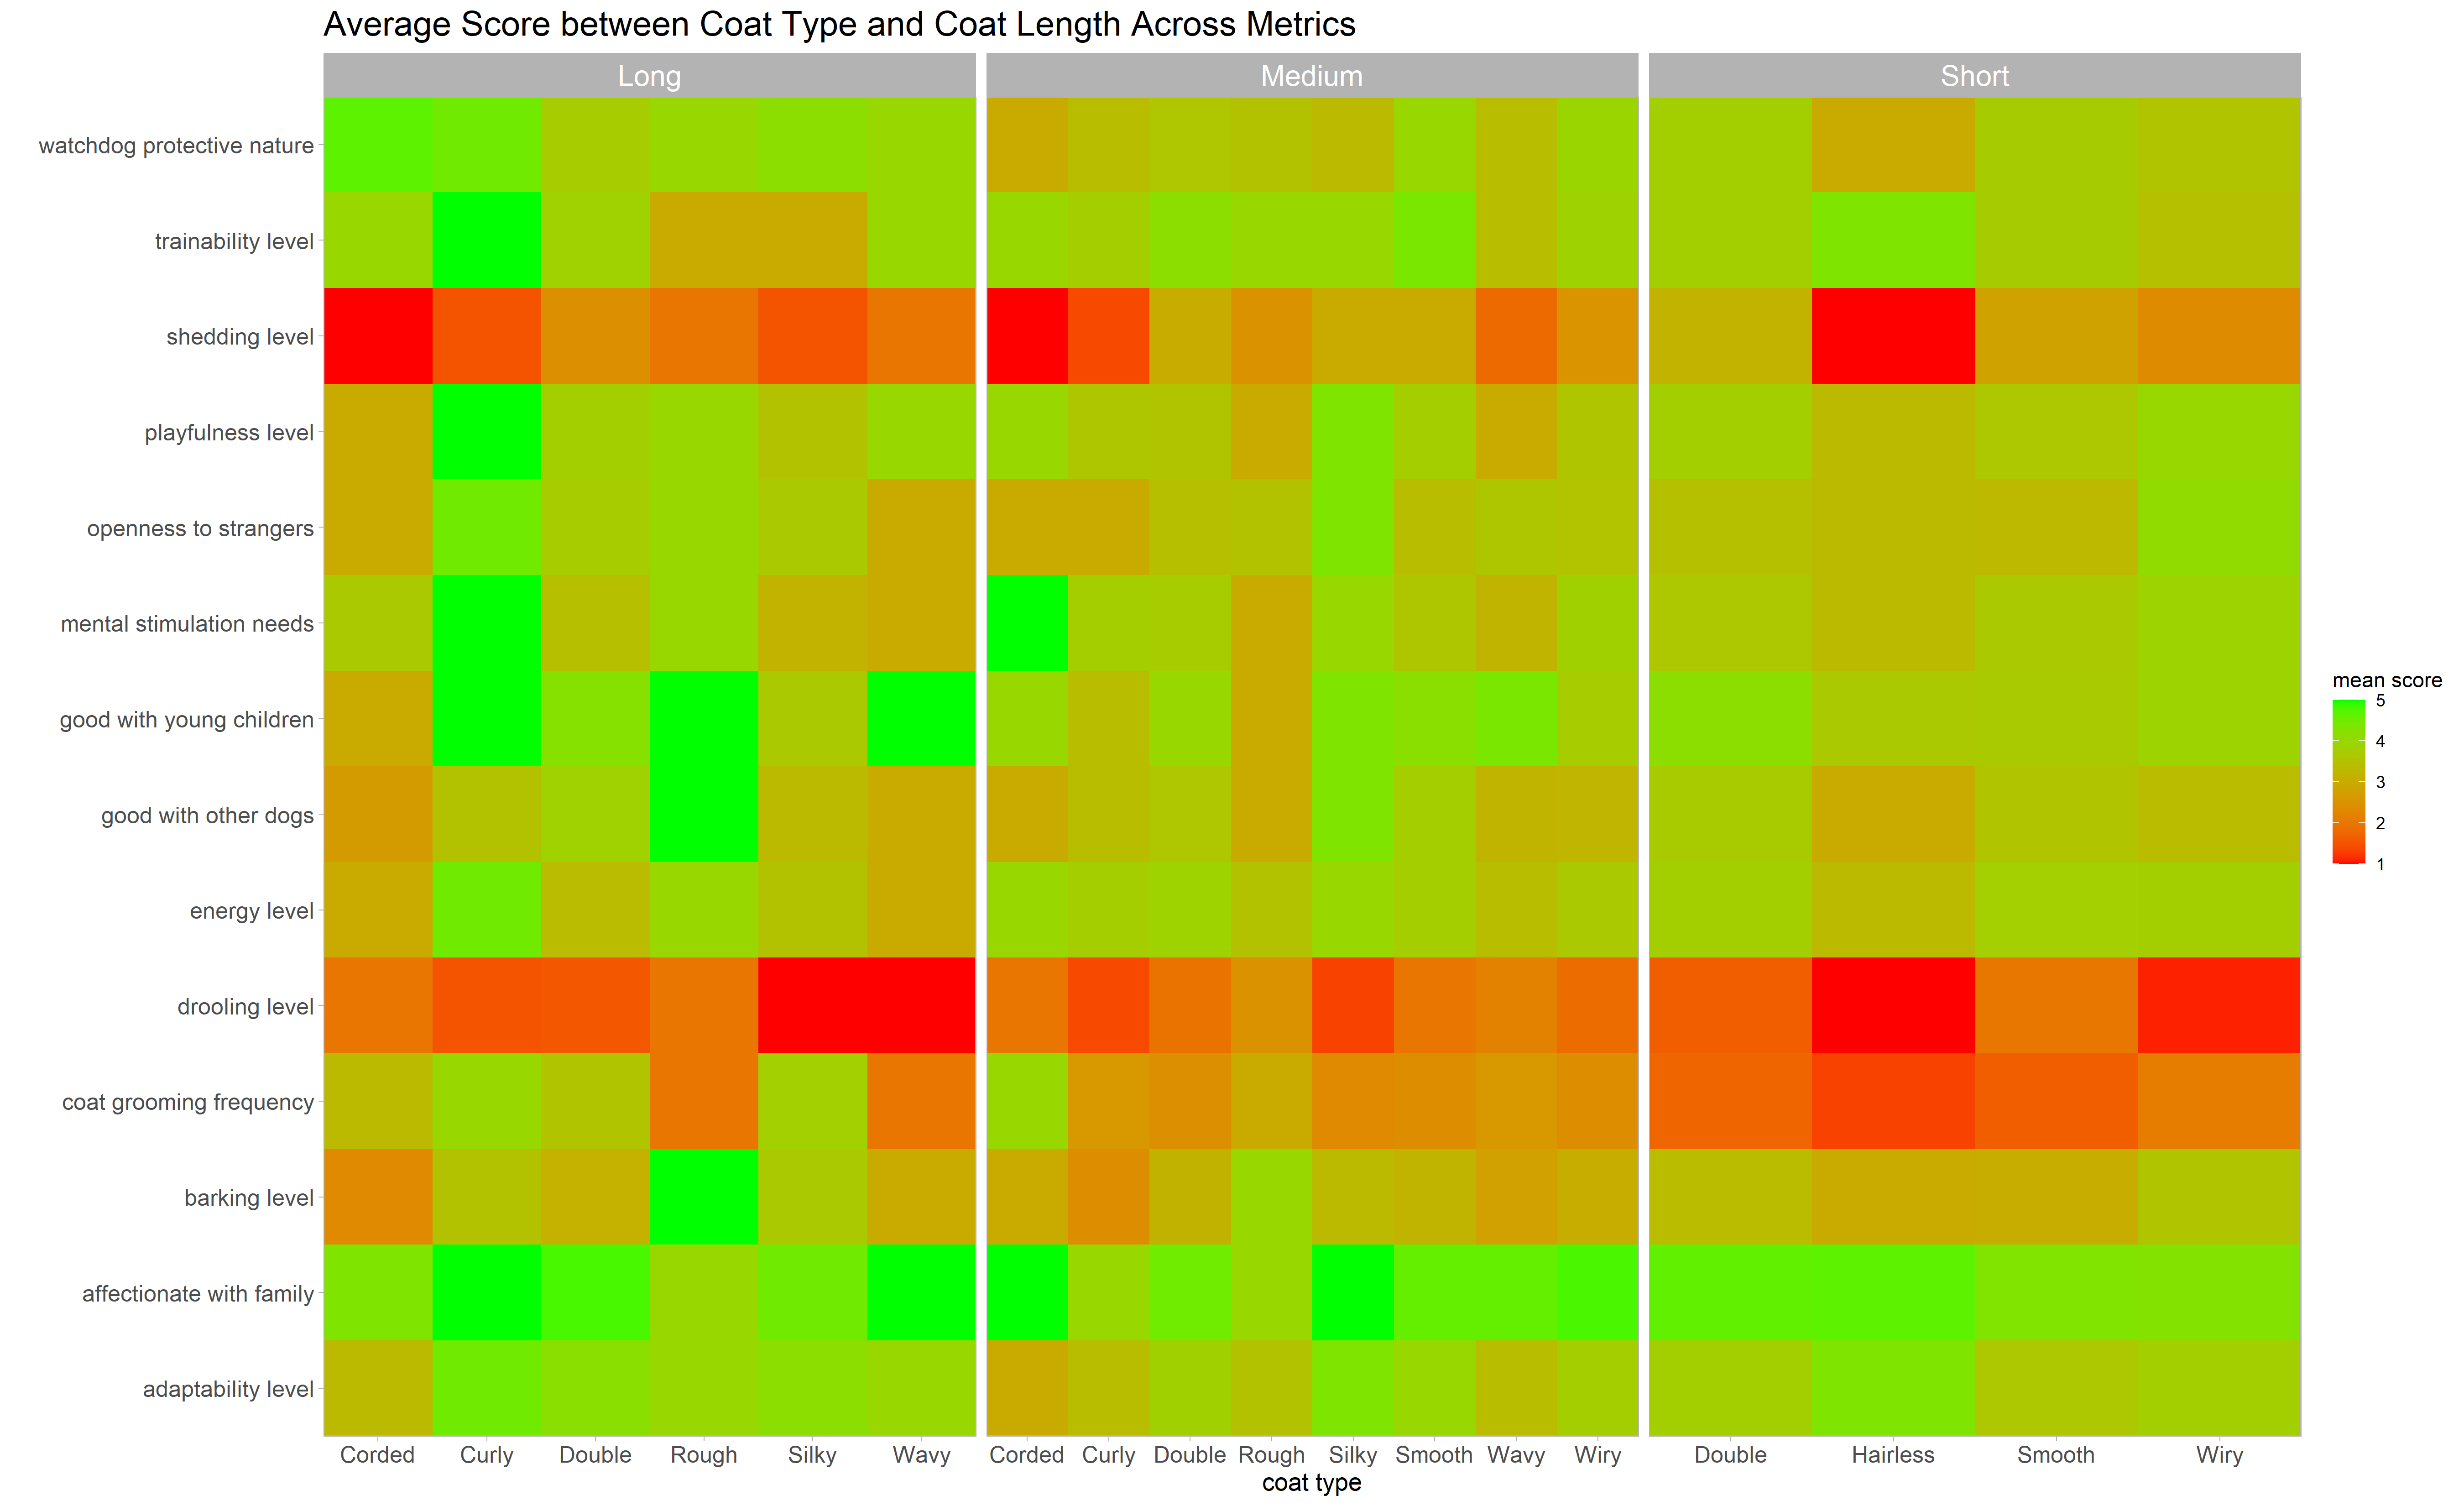 Average Score between Coat Type and Coat Length Across Metrics
Long Medium Short
watchdog protective nature
trainability level
shedding level
playfulness level
openness to strangers
mental stimulation needs
good with young children
good with other dogs
energy level
drooling level
coat grooming frequency
barking level
affectionate with family
adaptability level
Corded Curly Double Rough Silky Wavy Corded Curly Double Rough Silky Smooth Wavy Wiry Double Hairless Smooth Wiry
coat type
mean score
5
4
3
2
1